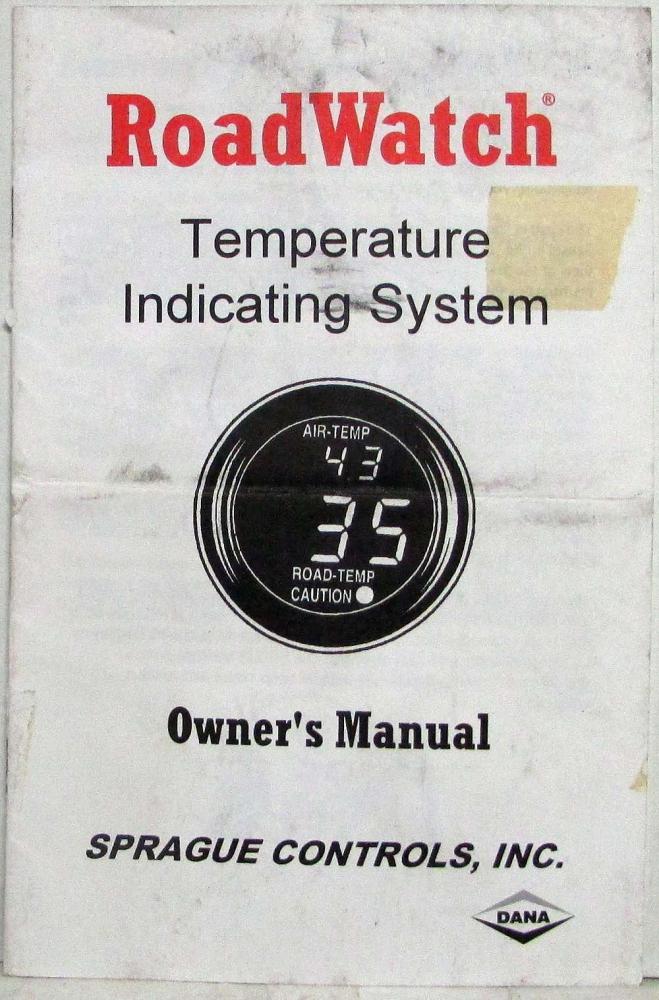 RoadWatch®
Temperature
Indicating System
AIR-TEMP
43
35
ROAD-TEMP
CAUTION
Owner's Manual
SPRAGUE CONTROLS, INC.
DANA